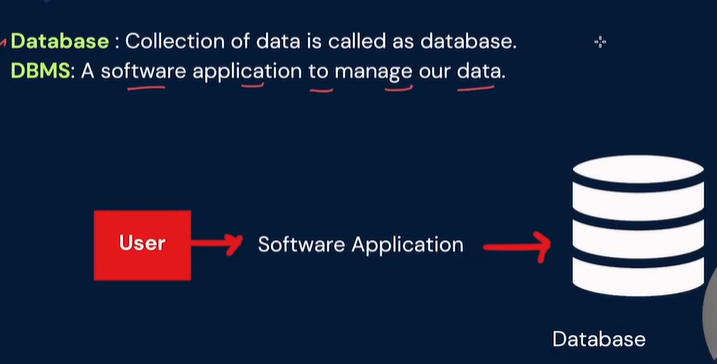 Database : Collection of data is called as database.
DBMS: A software application to manage our data.
User
Software Application
Database